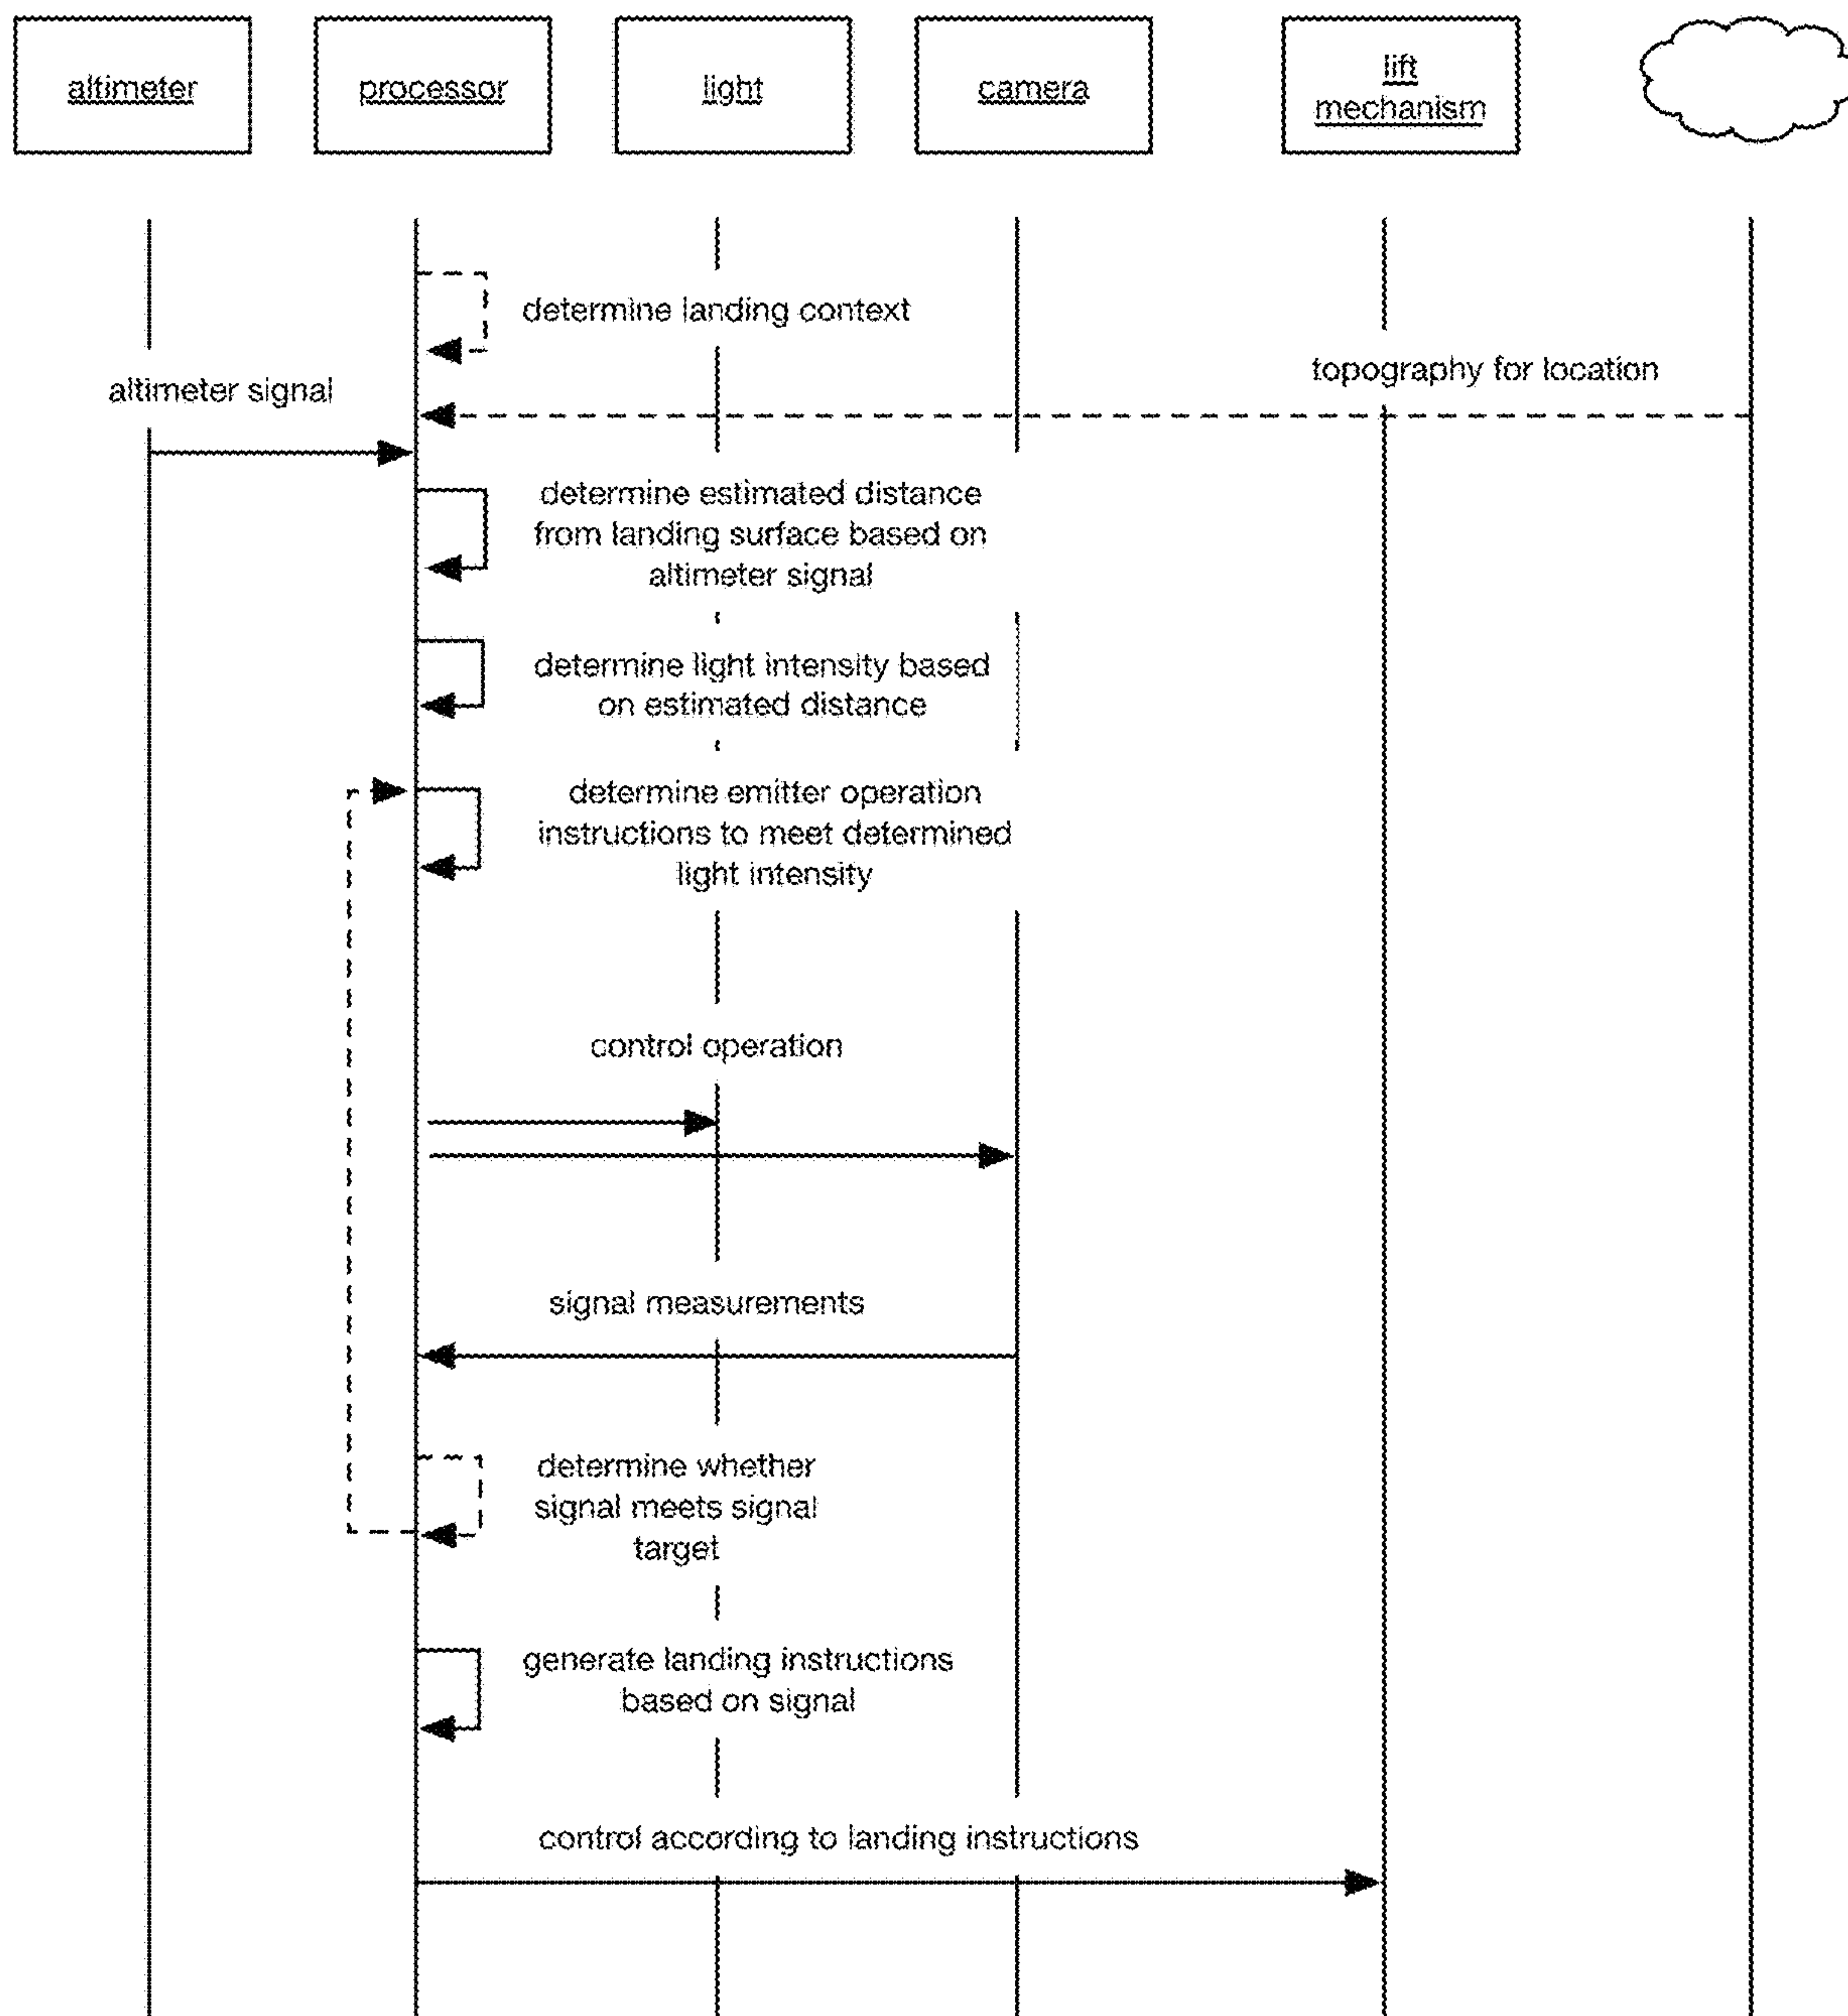 altimeter
processor
light
camera
lift
mechanism
determine landing context
topography for location
altimeter signal
determine estimated distance
from landing surface based on
altimeter signal
determine light intensity based
on estimated distance
determine emitter operation
instructions to meet determined
light intensity
control operation
signal measurements
determine whether
signal meets signal
target
generate landing instructions
based on signal
control according to landing instructions